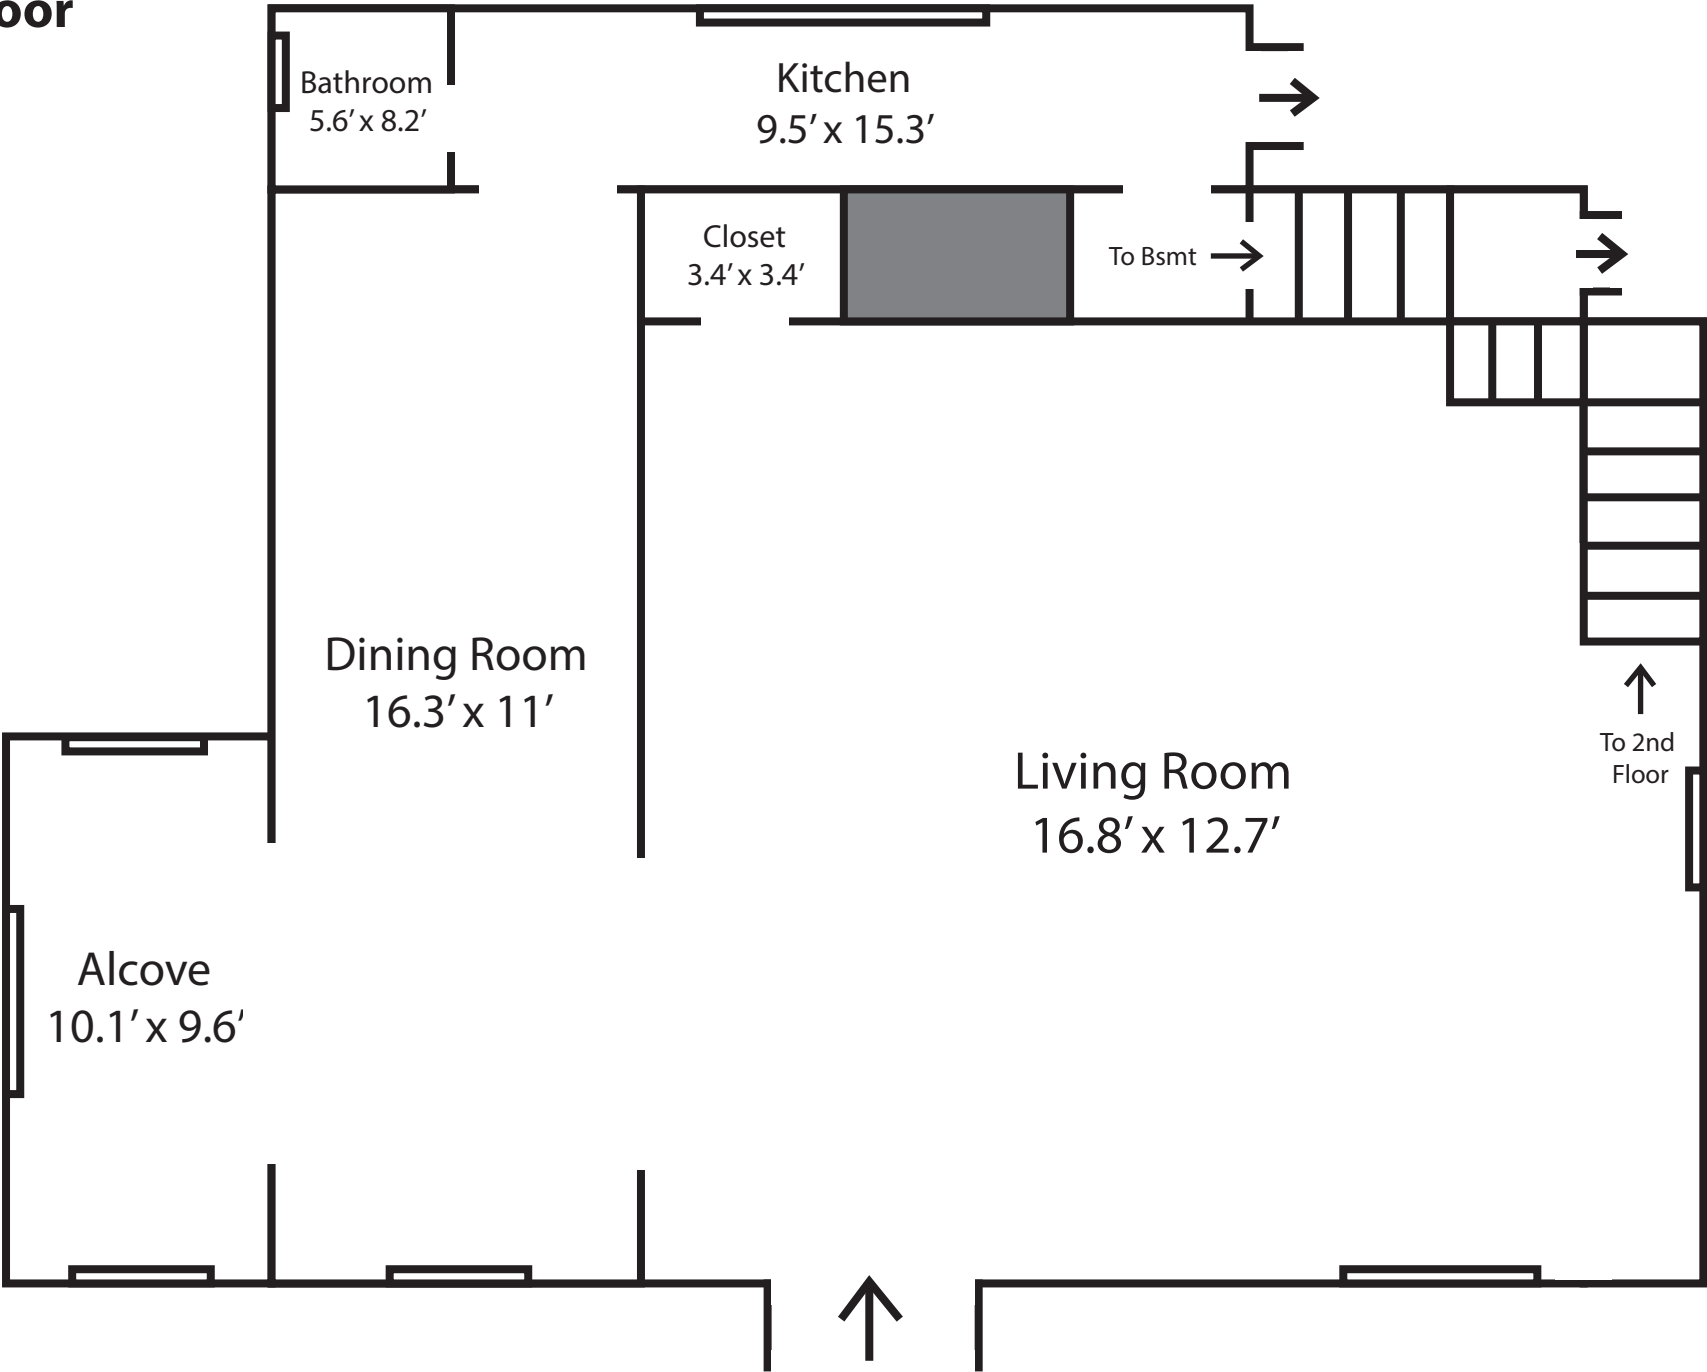 oor
Bathroom
5.6’ x 8.2’
Kitchen
9.5’ x 15.3’
Closet
3.4’ x 3.4’
To Bsmt
Dining Room
16.3’ x 11’
To 2nd
Floor
Living Room
16.8’ x 12.7’
Alcove
10.1’ x 9.6’